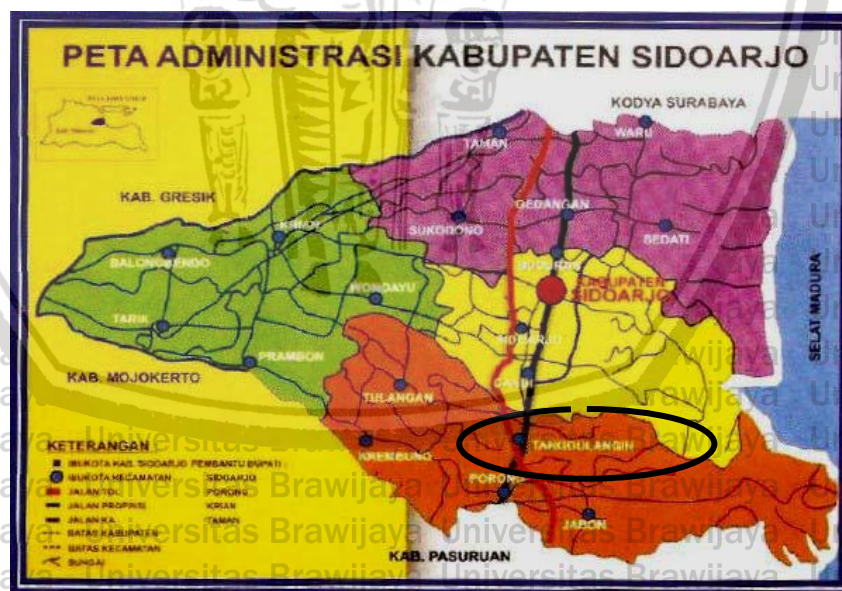 PETA ADMINISTRASI KABUPATEN SIDOARJO
KODYA SURABAYA
WARU
TAMAN
KAB. GRESIK
GEDANGAN
SUKODONO
SEDATI
BALONGBENDO
KABUPATEN
SIDOARJO
WONOAYU
TARIK
SIDOARJO
PRAMBON
SELAT MADURA
KAB. MOJOKERTO
CANDI
TULANGAN
KREMBUNG
TANGGULANGIN
PORONG
JABON
KAB. PASURUAN
KETERANGAN :
IBUKOTA KAB. SIDOARJO PEMBANTU BUPATI :
IBUKOTA KECAMATAN SIDOARJO
JALAN TOL PORONG
JALAN PROPINSI KRIAN
JALAN KA TAMAN
BATAS KABUPATEN
BATAS KECAMATAN
SUNGAI
Universitas Brawijaya